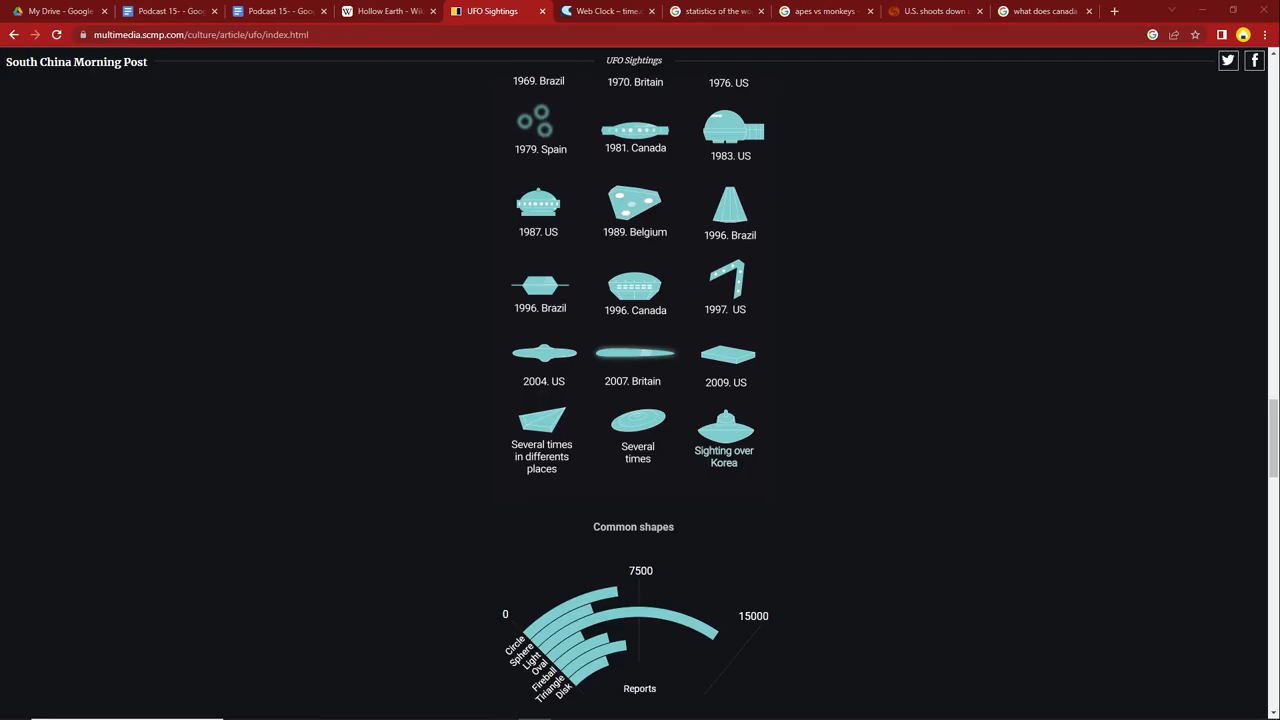 My Drive - Goog
Podcast 15- - Goo
Podcast 15- - Goo
Hollow Earth - Wik
UFO Sightings
Web Clock – time.
statistics of the wo
apes vs monkeys -
U.S. shoots down u
what does canada
multimedia.scmp.com/culture/article/ufo/index.html
South China Morning Post
UFO Sightings
1969. Brazil
1970. Britain
1976. US
1979. Spain
1981. Canada
1983. US
1987. US
1989. Belgium
1996. Brazil
1996. Brazil
1996. Canada
1997. US
2004. US
2007. Britain
2009. US
Several times
in differents
places
Several
times
Sighting over
Korea
Common shapes
7500
0
15000
Circle
Sphere
Light
Oval
Fireball
Tiriangle
Disk
Reports